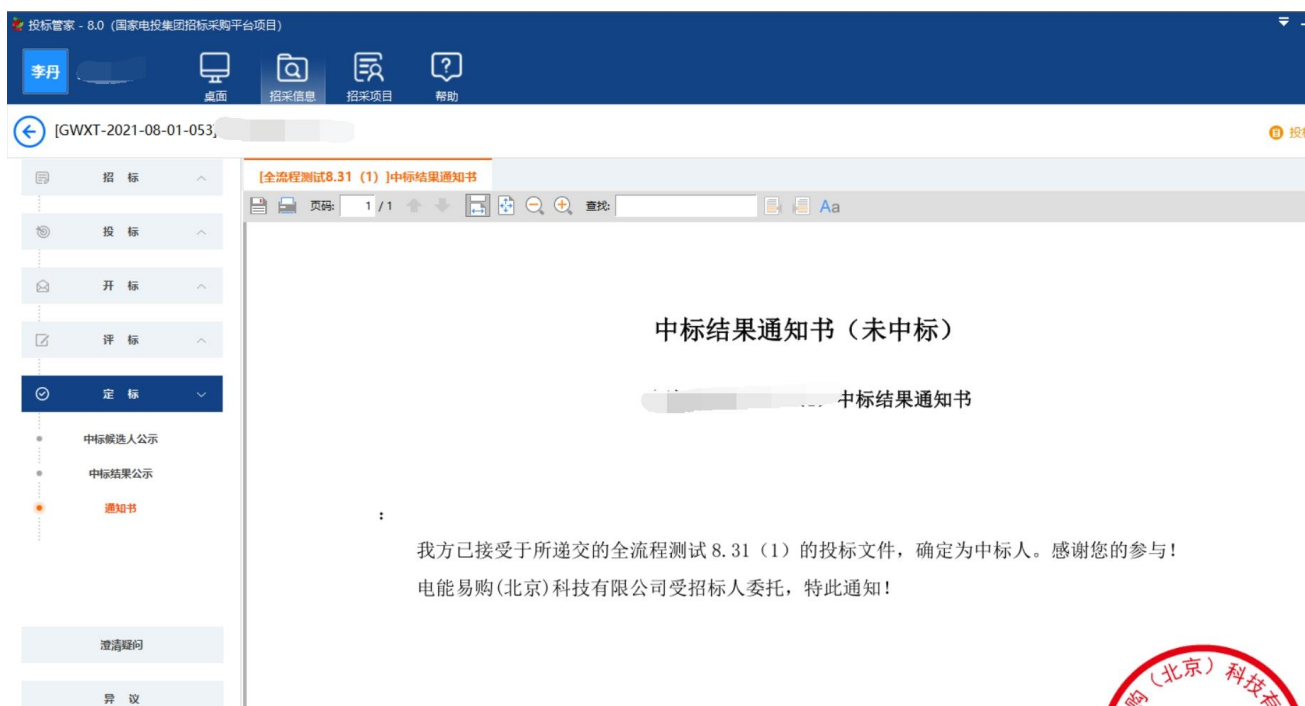 投标管家 - 8.0（国家电投集团招标采购平台项目）
李丹
桌面
招采信息
招采项目
帮助
[GWXT-2021-08-01-053]
投
招 标
投 标
开 标
评 标
定 标
中标候选人公示
中标结果公示
通知书
澄清疑问
异 议
[全流程测试8.31（1）]中标结果通知书
页码: 1 / 1 查找: Aa
中标结果通知书（未中标）
中标结果通知书
：
我方已接受于所递交的全流程测试 8.31（1）的投标文件，确定为中标人。感谢您的参与！
电能易购(北京)科技有限公司受招标人委托，特此通知！
购（北京）科技有